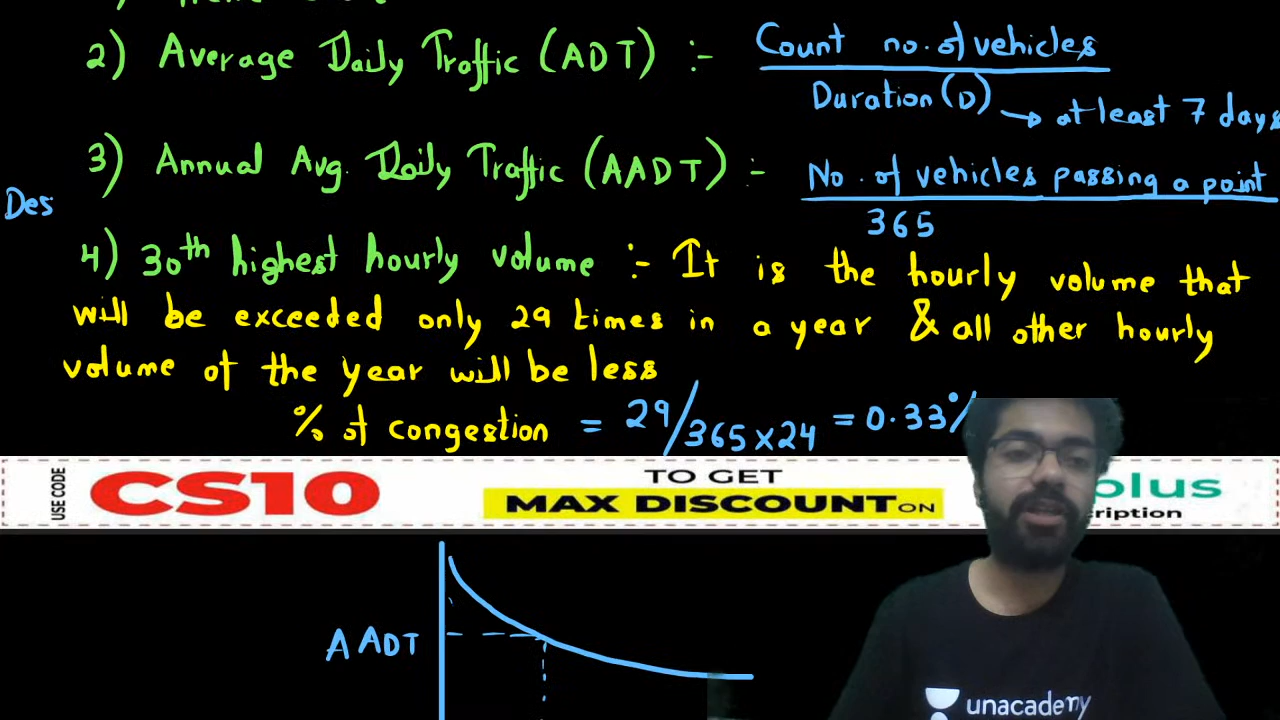 2) Average Daily Traffic (ADT) :- Count no. of vehicles
Duration (D) → at least 7 days
3) Annual Avg. Daily Traffic (AADT) :- No. of vehicles passing a point
365
Des
4) 30th highest hourly volume :- It is the hourly volume that
will be exceeded only 29 times in a year & all other hourly
volume of the year will be less
% of congestion = 29/365x24 = 0.33%
USE CODE
CS10
TO GET
MAX DISCOUNT ON
plus
ription
AADT
unacademy